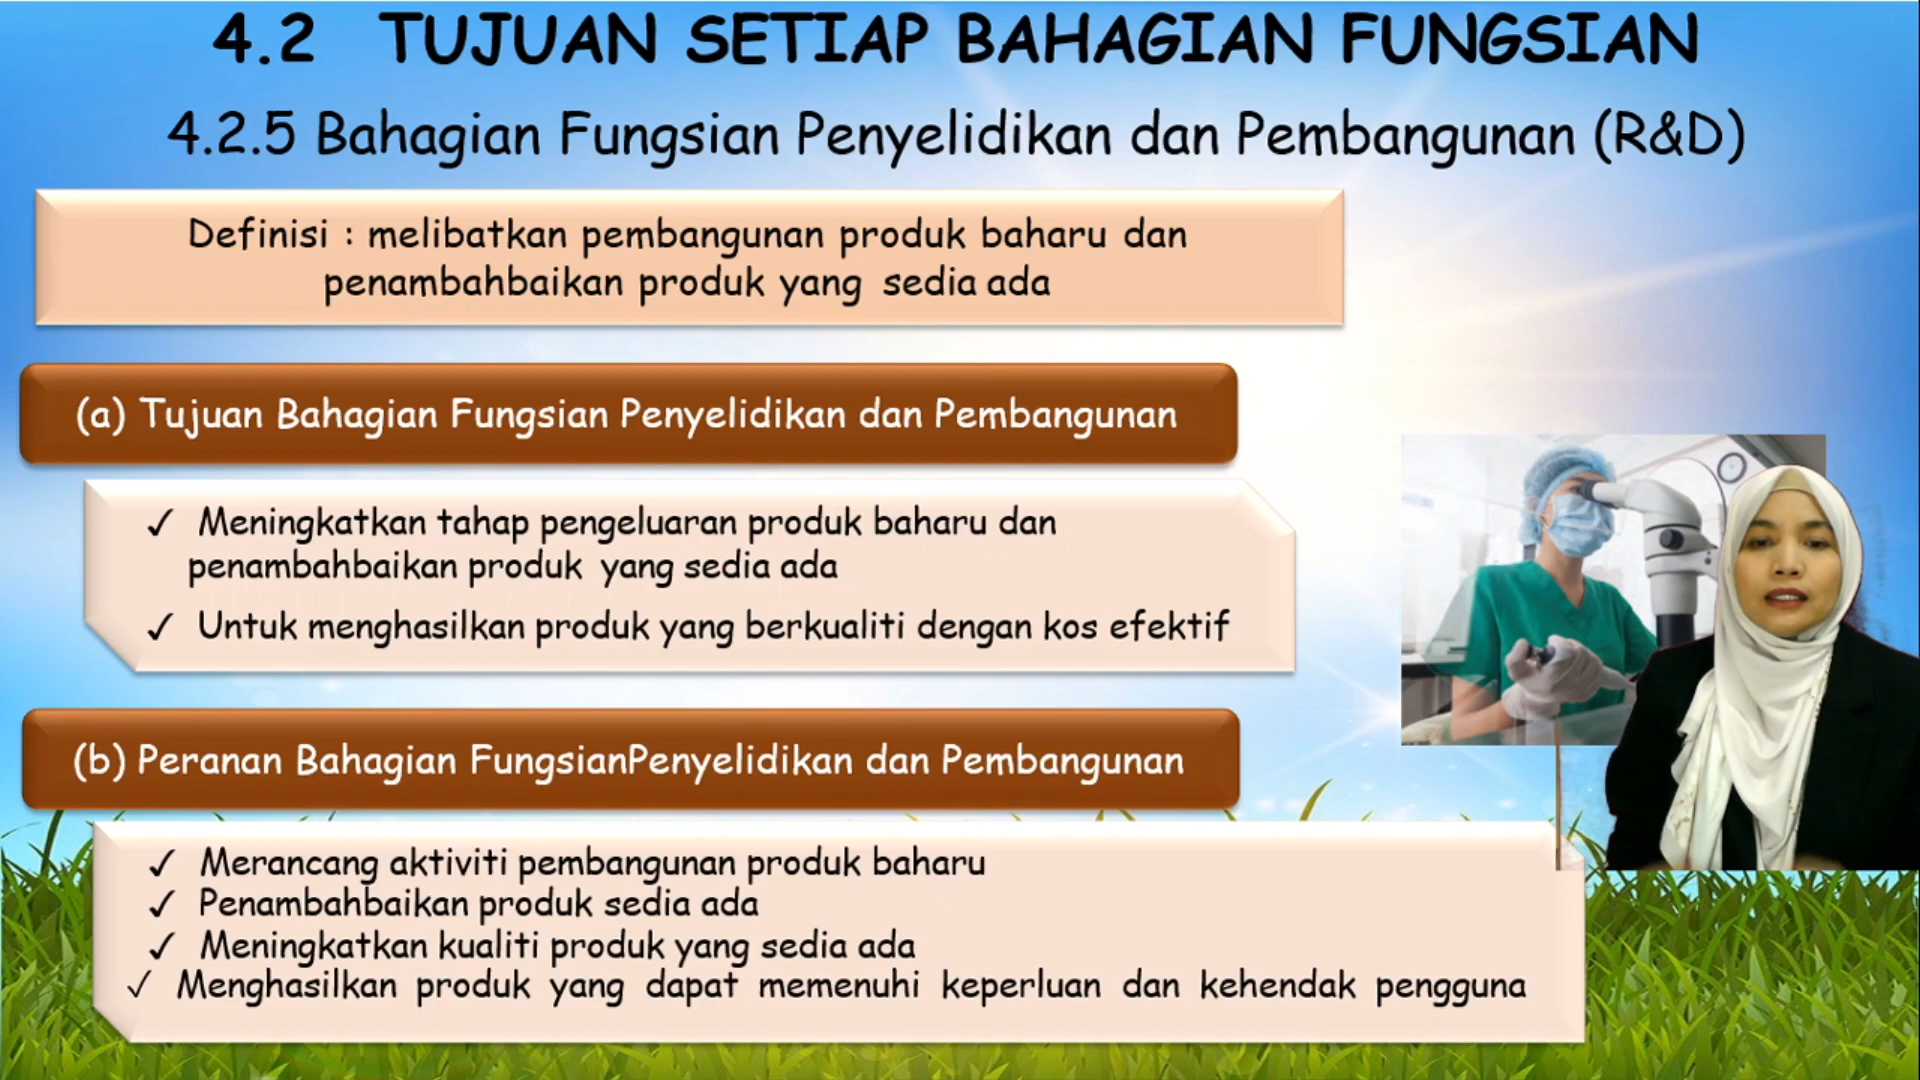 4.2 TUJUAN SETIAP BAHAGIAN FUNGSIAN
4.2.5 Bahagian Fungsian Penyelidikan dan Pembangunan (R&D)
Definisi : melibatkan pembangunan produk baharu dan
penambahbaikan produk yang sedia ada
(a) Tujuan Bahagian Fungsian Penyelidikan dan Pembangunan
✓ Meningkatkan tahap pengeluaran produk baharu dan
penambahbaikan produk yang sedia ada
✓ Untuk menghasilkan produk yang berkualiti dengan kos efektif
(b) Peranan Bahagian FungsianPenyelidikan dan Pembangunan
✓ Merancang aktiviti pembangunan produk baharu
✓ Penambahbaikan produk sedia ada
✓ Meningkatkan kualiti produk yang sedia ada
✓ Menghasilkan produk yang dapat memenuhi keperluan dan kehendak pengguna